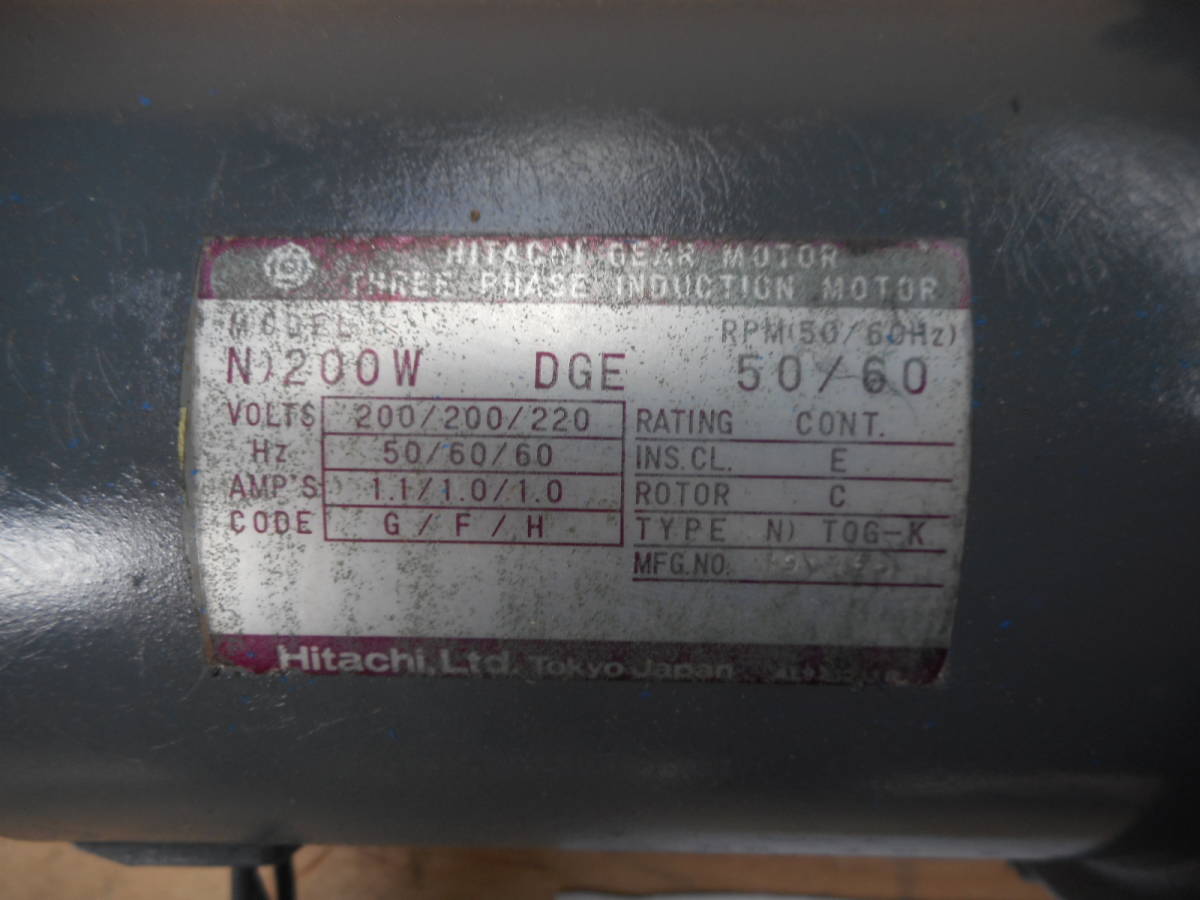 HITACHI GEAR MOTOR
THREE PHASE INDUCTION MOTOR
MODEL RPM(50/60Hz)
N) 200W DGE 50/60
VOLTS 200/200/220
Hz 50/60/60
AMP'S 1.1/1.0/1.0
CODE G/F/H
RATING CONT.
INS.CL. E
ROTOR C
TYPE N) TOG-K
MFG.NO.
Hitachi, Ltd. Tokyo Japan